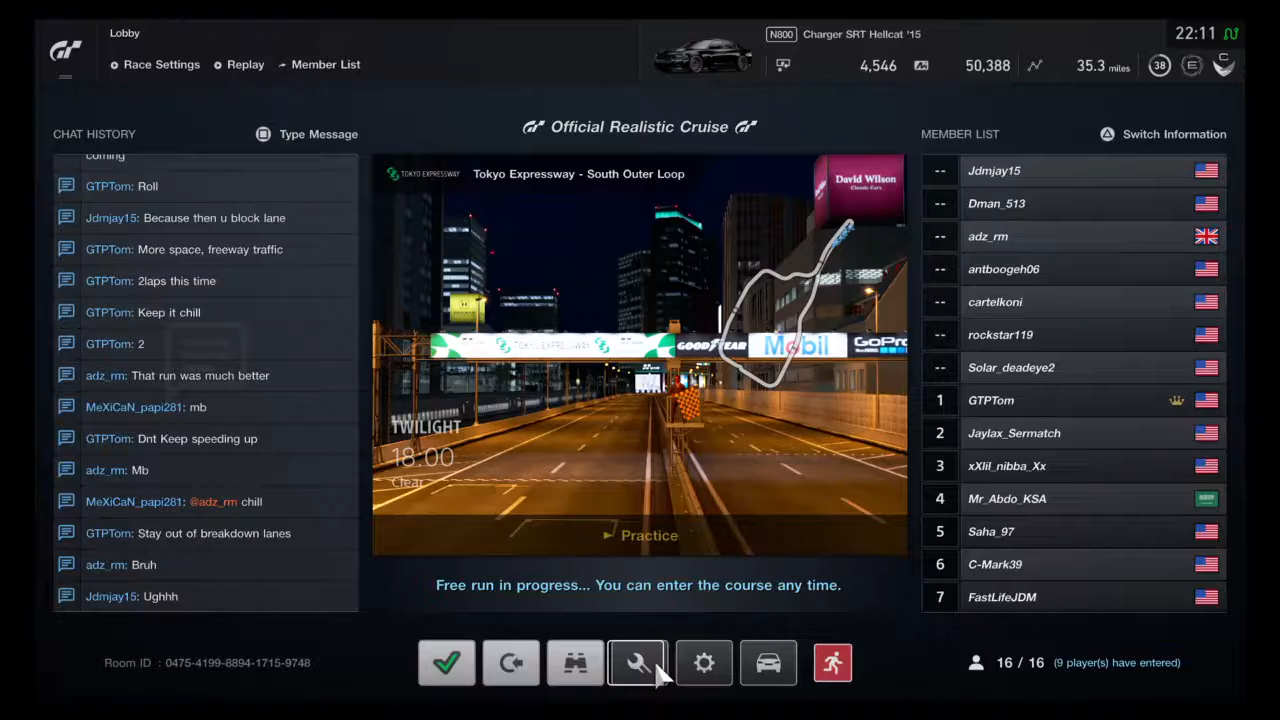 Lobby
Race Settings
Replay
Member List
N800 Charger SRT Hellcat '15
4,546
50,388
35.3 miles
38
E
22:11
CHAT HISTORY
Type Message
coming
GTPTom: Roll
Jdmjay15: Because then u block lane
GTPTom: More space, freeway traffic
GTPTom: 2laps this time
GTPTom: Keep it chill
GTPTom: 2
adz_rm: That run was much better
MeXiCaN_papi281: mb
GTPTom: Dnt Keep speeding up
adz_rm: Mb
MeXiCaN_papi281: @adz_rm chill
GTPTom: Stay out of breakdown lanes
adz_rm: Bruh
Jdmjay15: Ughhh
Official Realistic Cruise
TOKYO EXPRESSWAY Tokyo Expressway - South Outer Loop
David Wilson
Classic Cars
TOKYO EXPRESSWAY
GOODYEAR
Mobil
GoPro
TWILIGHT
18:00
Clear
Practice
Free run in progress... You can enter the course any time.
MEMBER LIST
Switch Information
-- Jdmjay15
-- Dman_513
-- adz_rm
-- antboogeh06
-- cartelkoni
-- rockstar119
-- Solar_deadeye2
1 GTPTom
2 Jaylax_Sermatch
3 xXlil_nibba_Xx
4 Mr_Abdo_KSA
5 Saha_97
6 C-Mark39
7 FastLifeJDM
Room ID : 0475-4199-8894-1715-9748
16 / 16 (9 player(s) have entered)